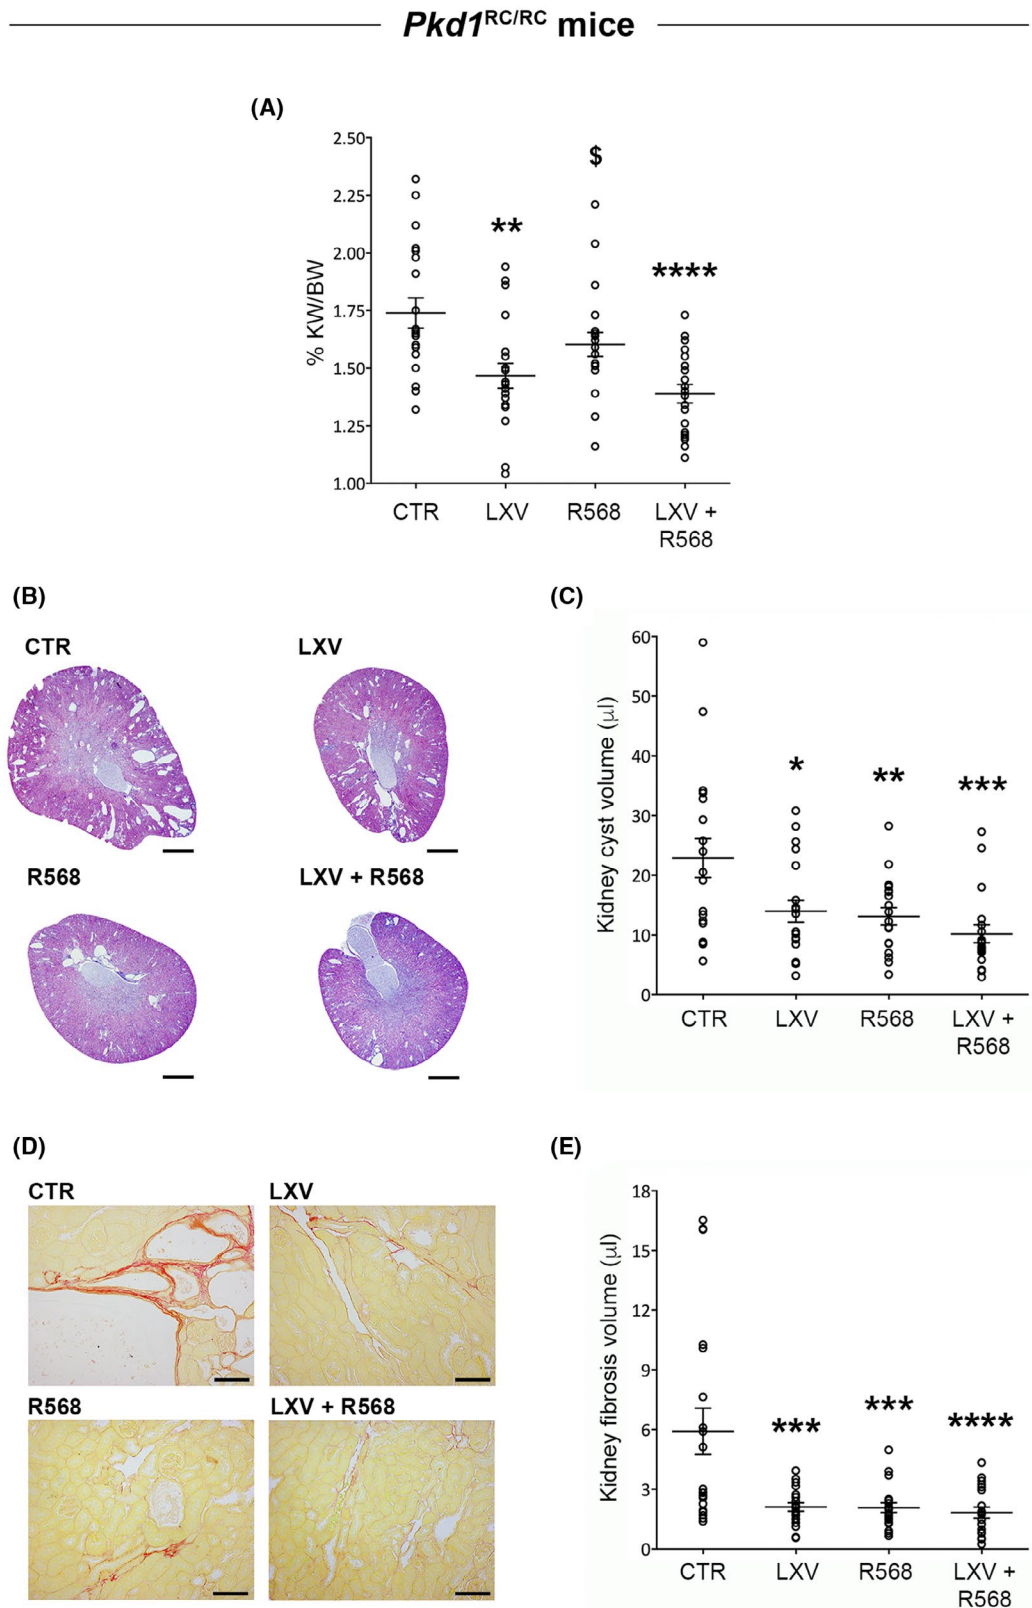 Pkd1RC/RC mice
(A)
2.50
2.25
2.00
1.75
1.50
1.25
1.00
% KW/BW
**
$
****
CTR
LXV
R568
LXV +
R568
(B)
CTR
LXV
R568
LXV + R568
(C)
60
50
40
30
20
10
0
Kidney cyst volume (µl)
*
**
***
CTR
LXV
R568
LXV +
R568
(D)
CTR
LXV
R568
LXV + R568
(E)
18
15
12
9
6
3
0
Kidney fibrosis volume (µl)
***
***
****
CTR
LXV
R568
LXV +
R568